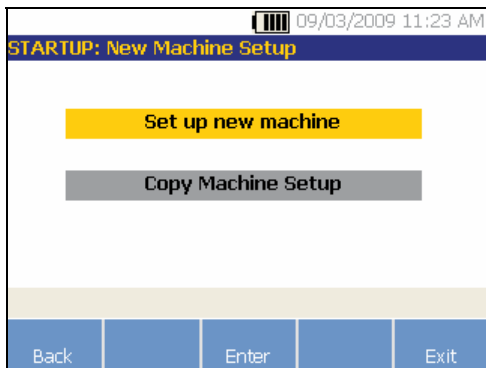 09/03/2009 11:23 AM
STARTUP: New Machine Setup
Set up new machine
Copy Machine Setup
Back Enter Exit